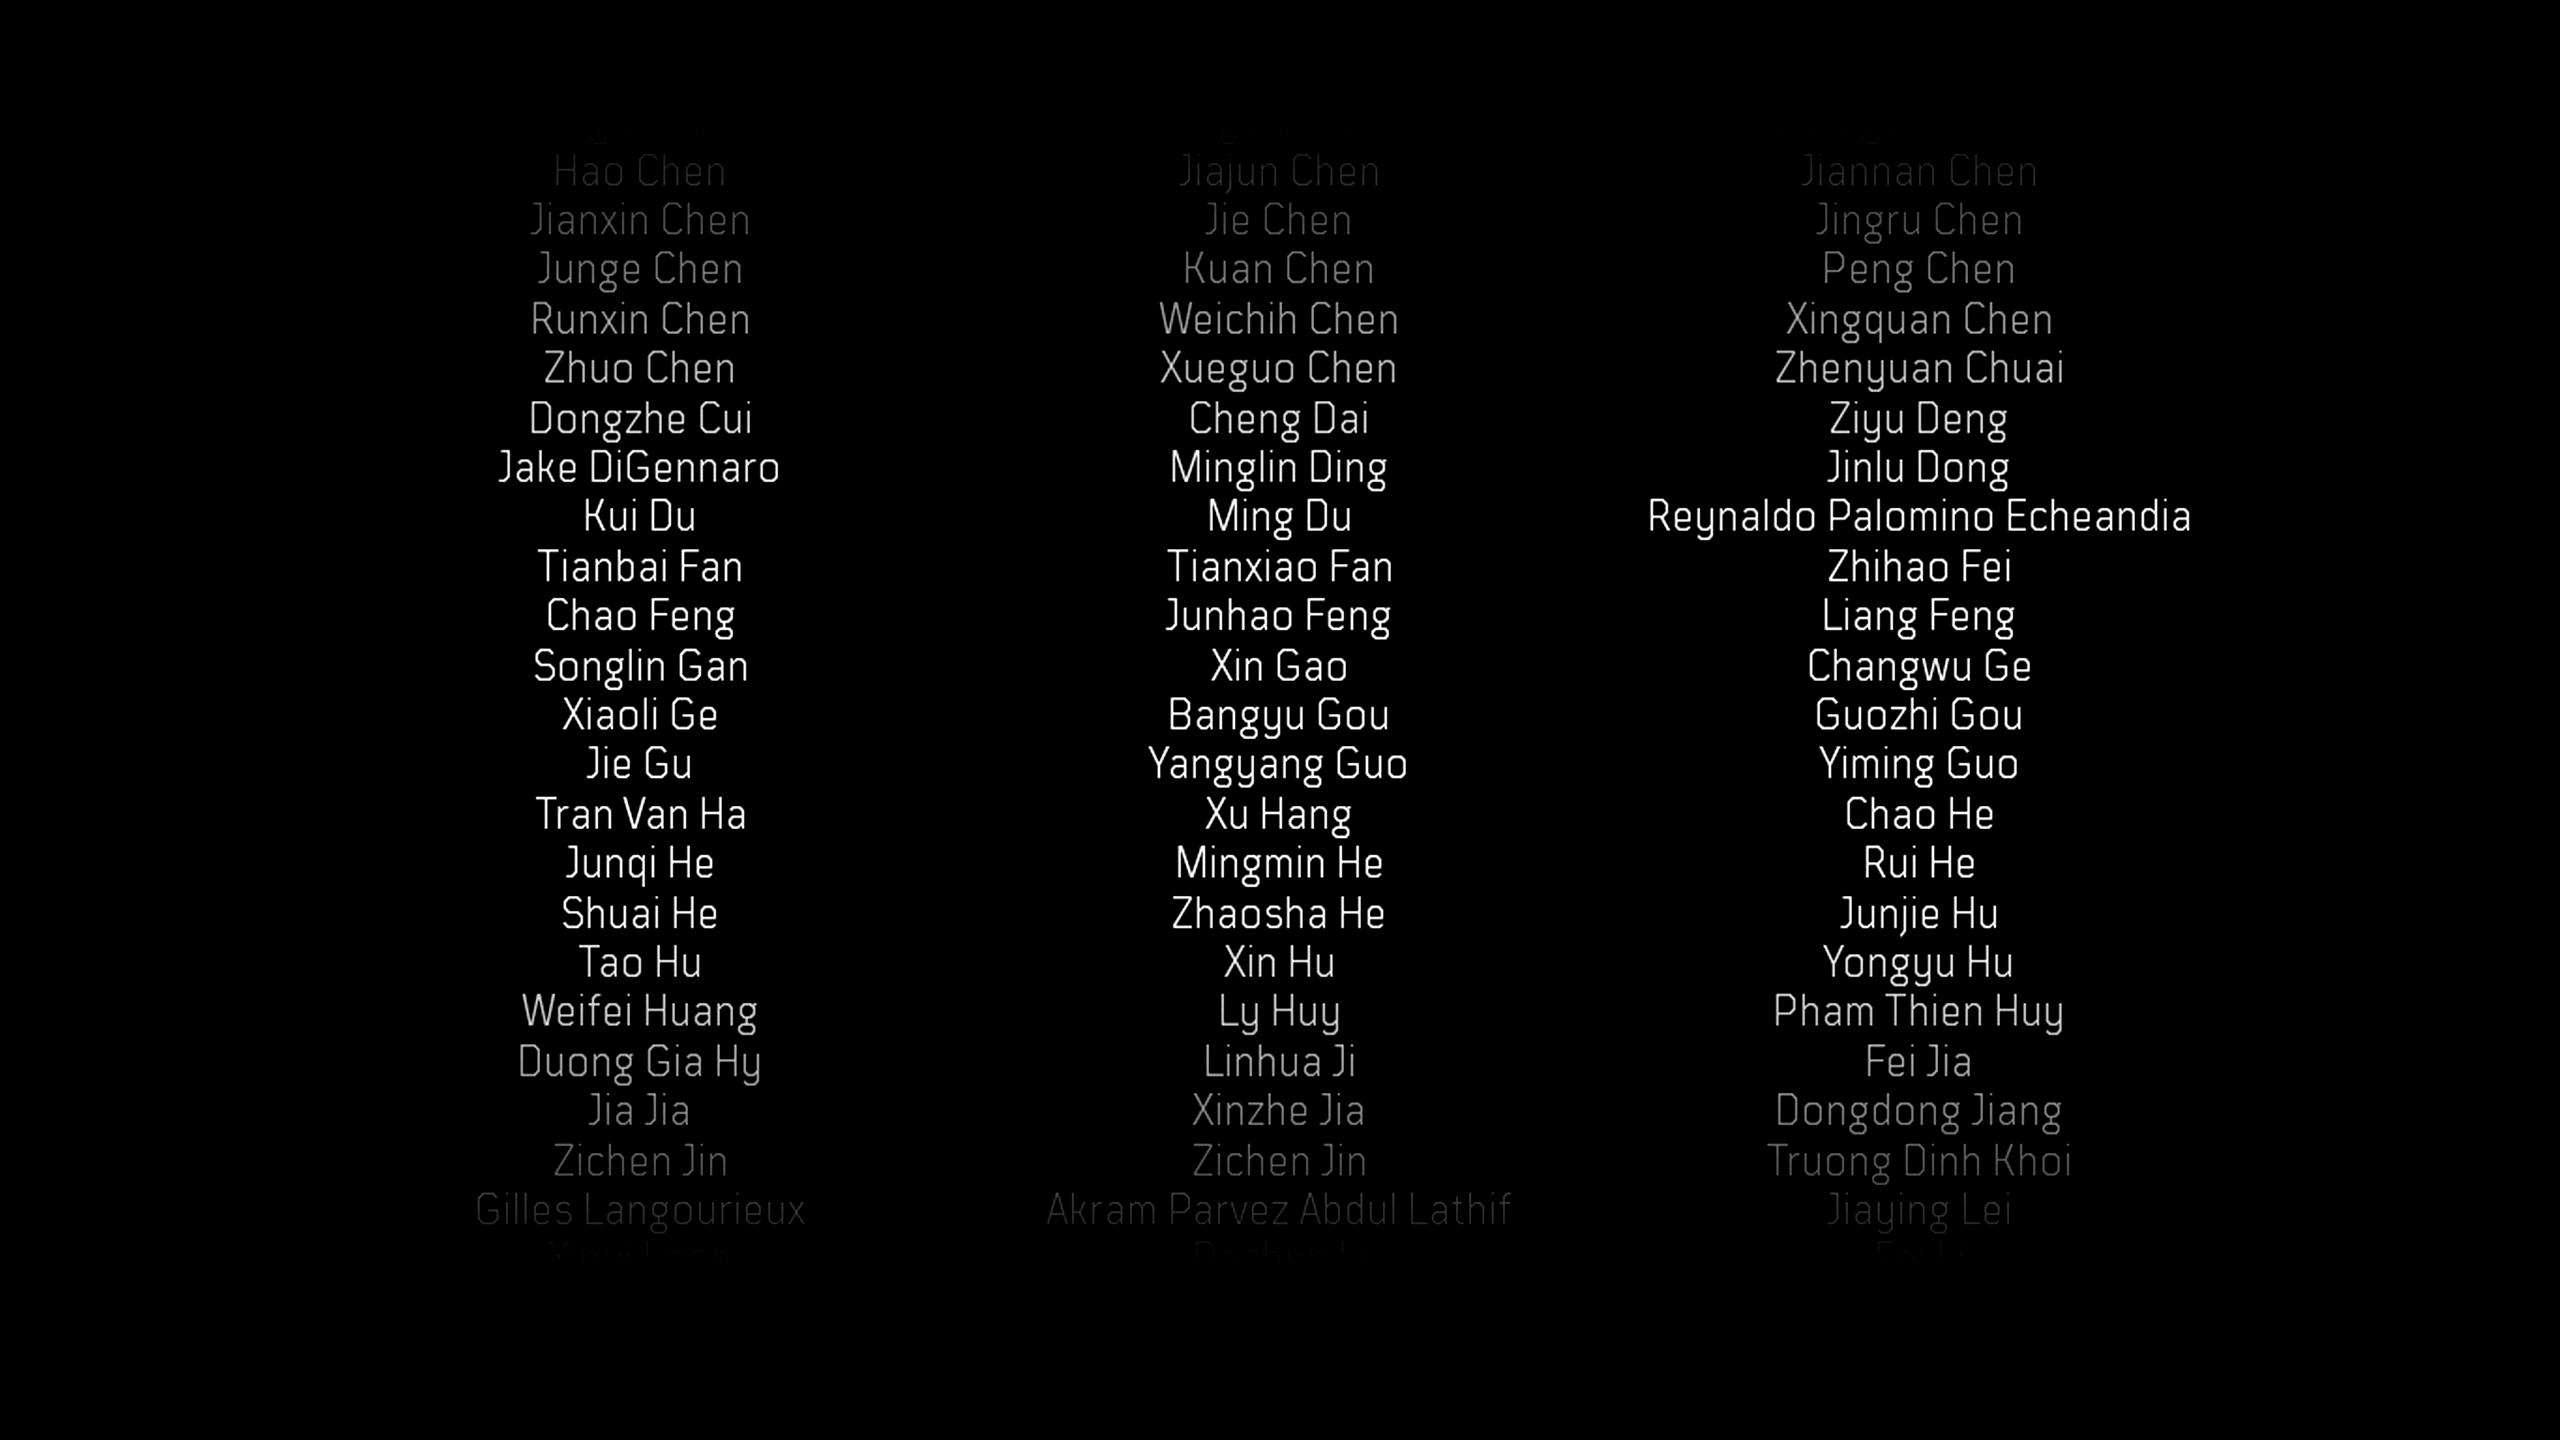 Hao Chen Jiajun Chen Jiannan Chen
Jianxin Chen Jie Chen Jingru Chen
Junge Chen Kuan Chen Peng Chen
Runxin Chen Weichih Chen Xingquan Chen
Zhuo Chen Xueguo Chen Zhenyuan Chuai
Dongzhe Cui Cheng Dai Ziyu Deng
Jake DiGennaro Minglin Ding Jinlu Dong
Kui Du Ming Du Reynaldo Palomino Echeandia
Tianbai Fan Tianxiao Fan Zhihao Fei
Chao Feng Junhao Feng Liang Feng
Songlin Gan Xin Gao Changwu Ge
Xiaoli Ge Bangyu Gou Guozhi Gou
Jie Gu Yangyang Guo Yiming Guo
Tran Van Ha Xu Hang Chao He
Junqi He Mingmin He Rui He
Shuai He Zhaosha He Junjie Hu
Tao Hu Xin Hu Yongyu Hu
Weifei Huang Ly Huy Pham Thien Huy
Duong Gia Hy Linhua Ji Fei Jia
Jia Jia Xinzhe Jia Dongdong Jiang
Zichen Jin Zichen Jin Truong Dinh Khoi
Gilles Langourieux Akram Parvez Abdul Lathif Jiaying Lei